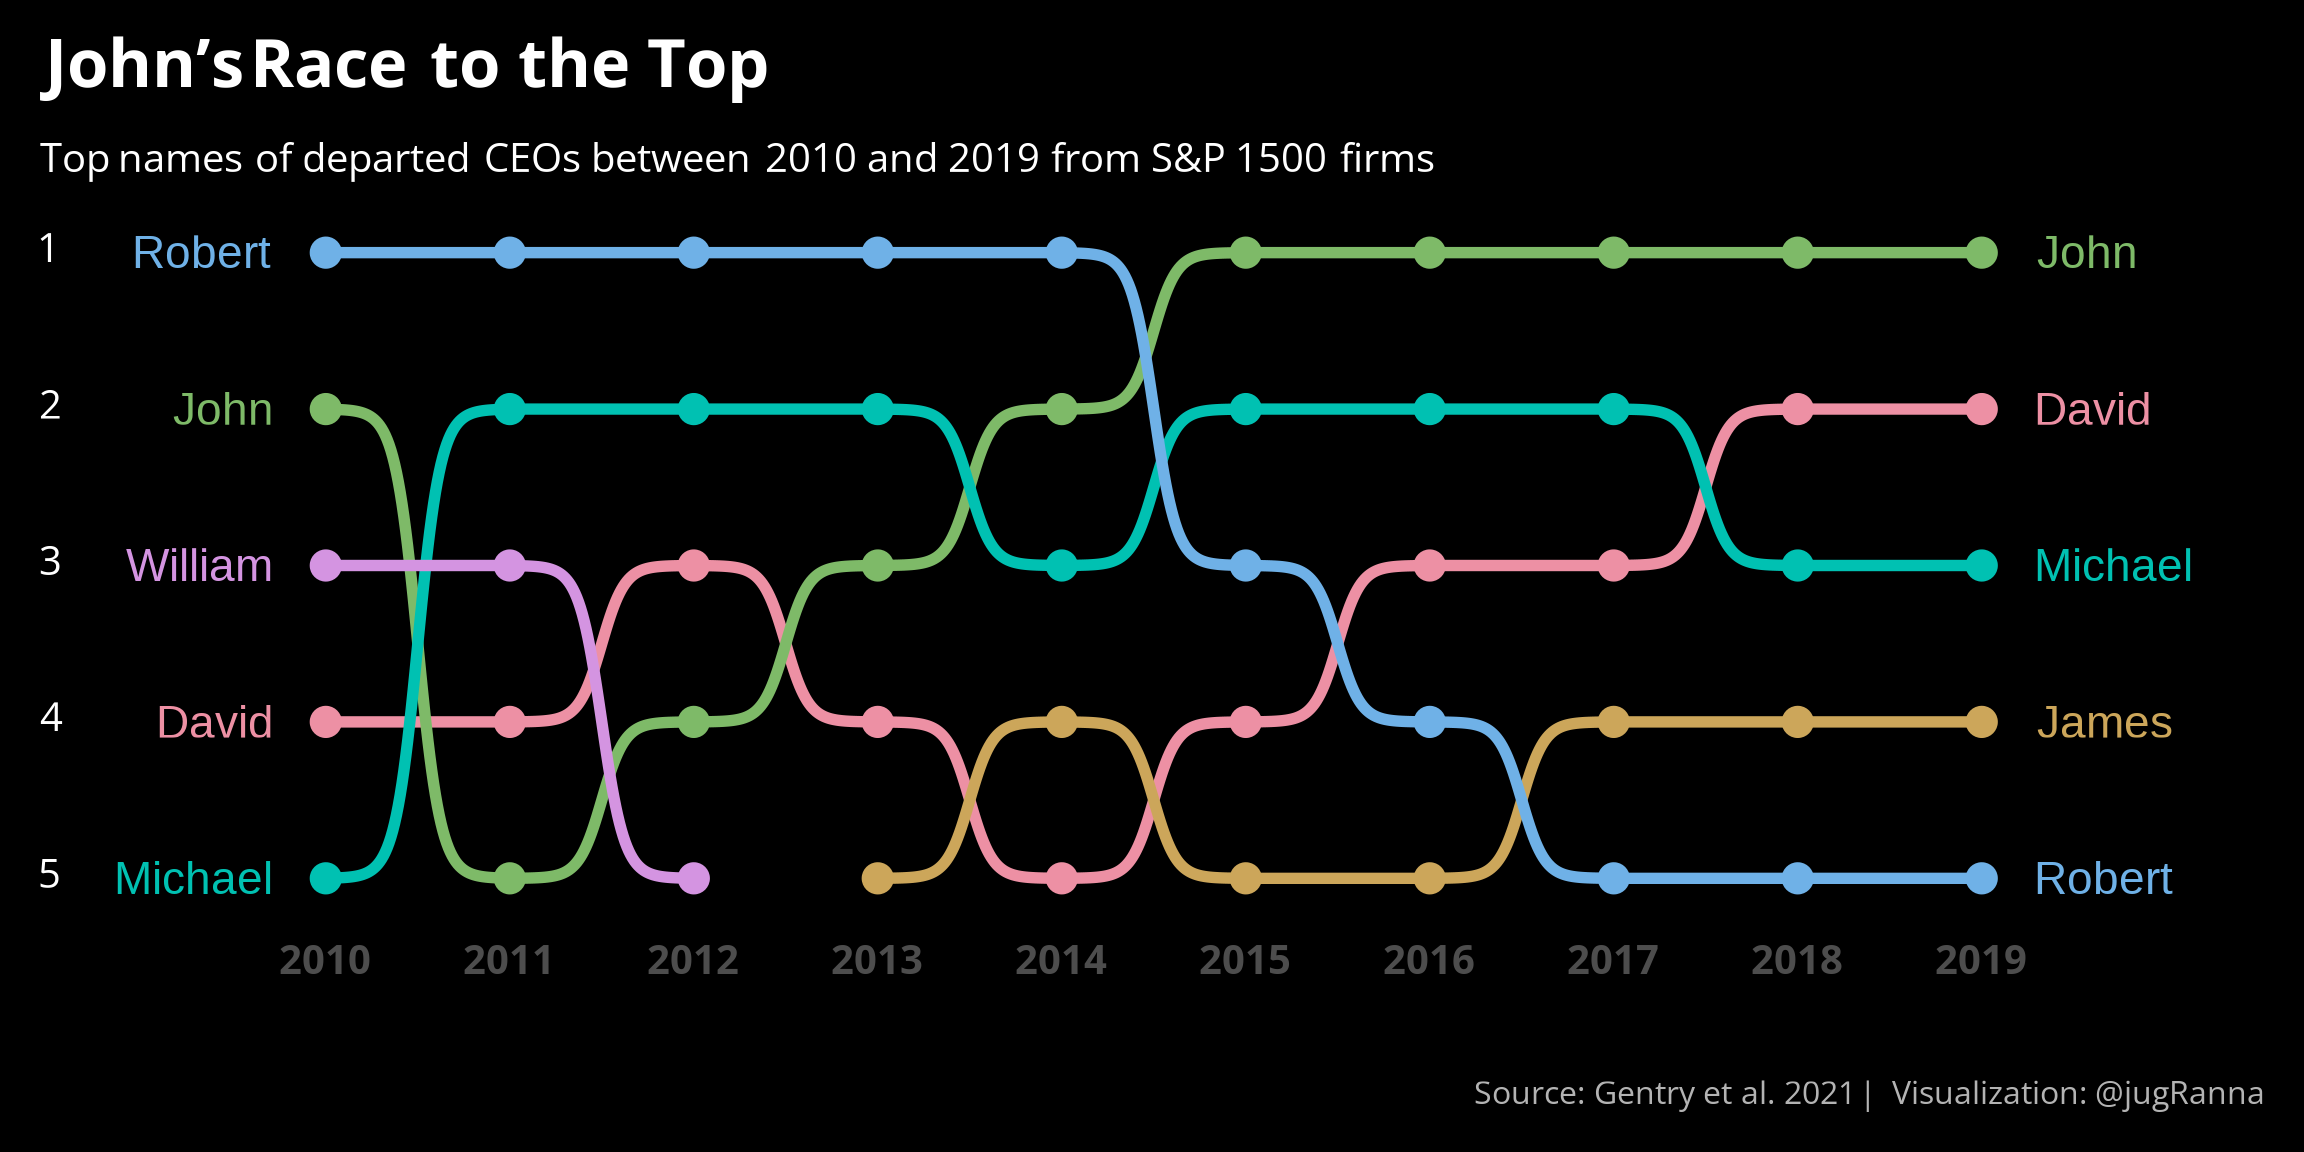 John’s Race to the Top
Top names of departed CEOs between 2010 and 2019 from S&P 1500 firms
1 Robert John
2 John David
3 William Michael
4 David James
5 Michael Robert
2010 2011 2012 2013 2014 2015 2016 2017 2018 2019
Source: Gentry et al. 2021 | Visualization: @jugRanna